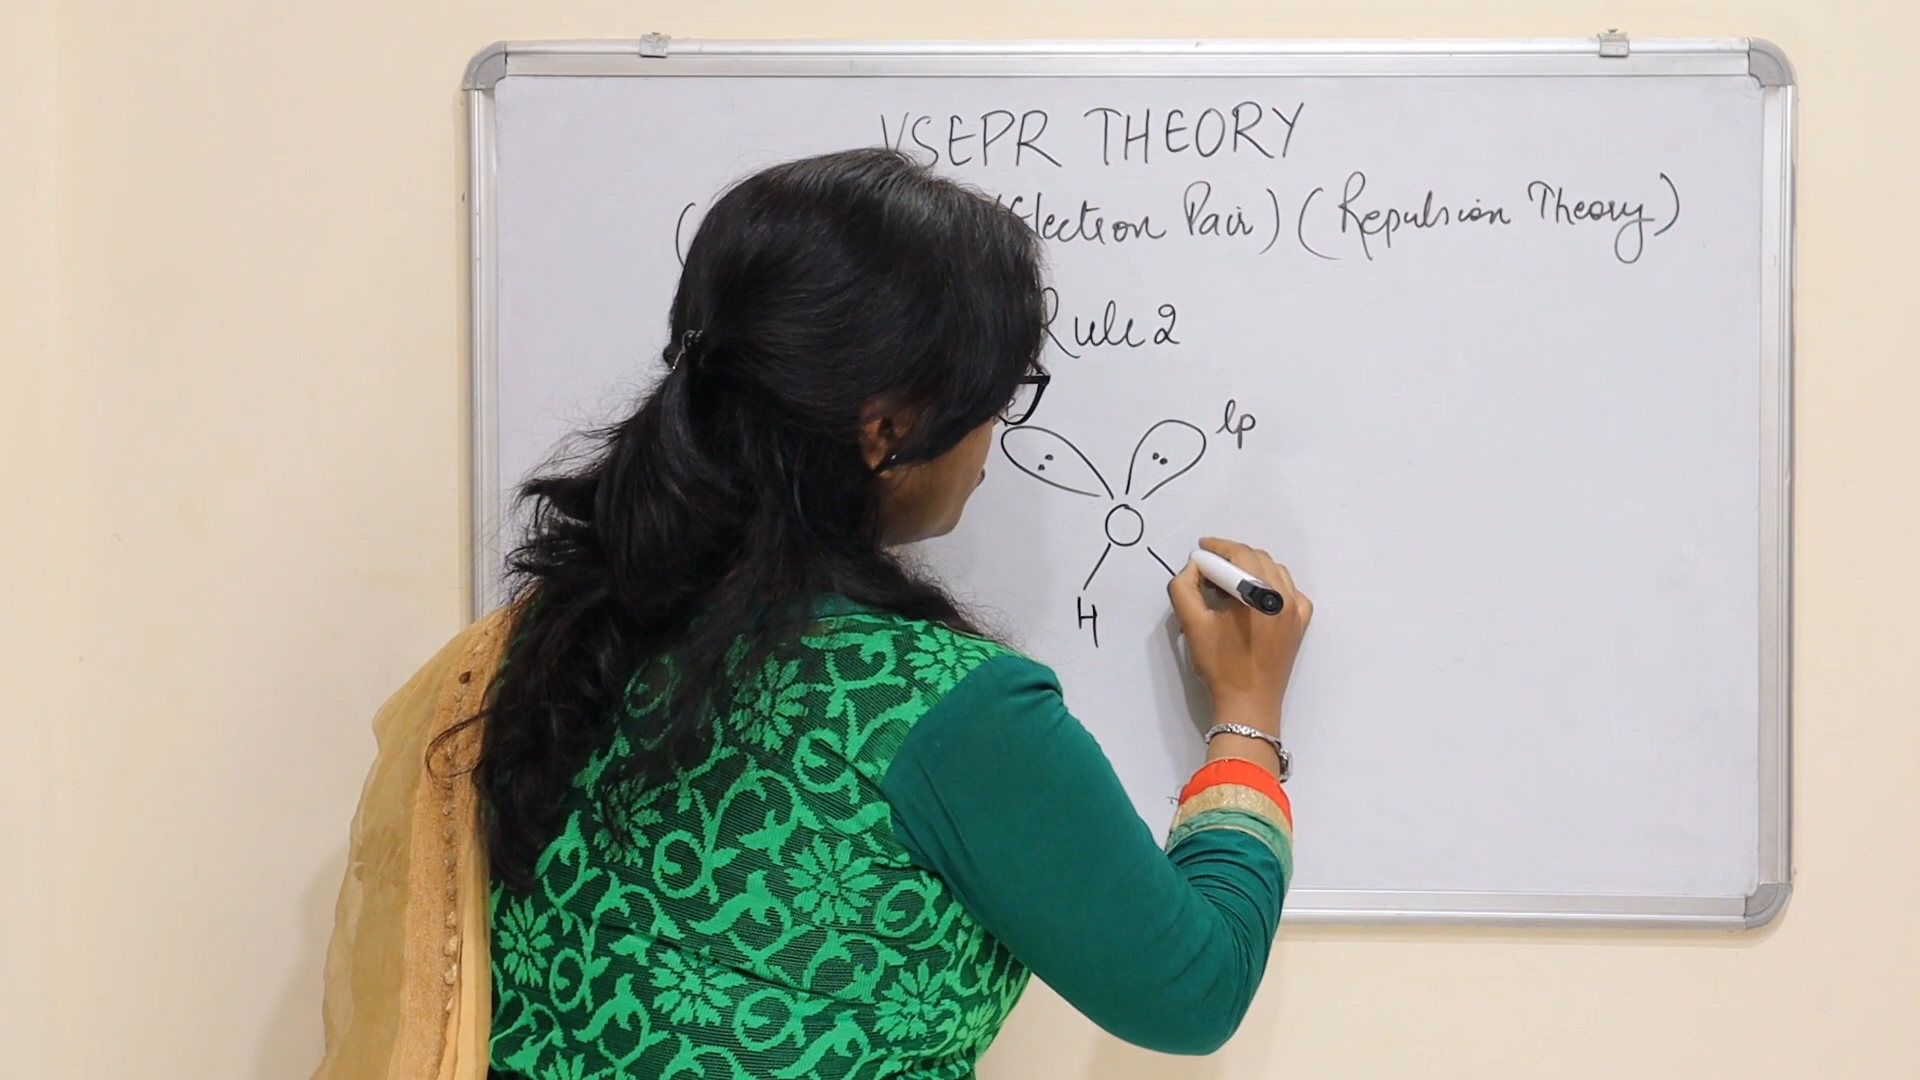 VSEPR THEORY
( Electron Pair) (Repulsion Theory)
Rule 2
lp
O
H